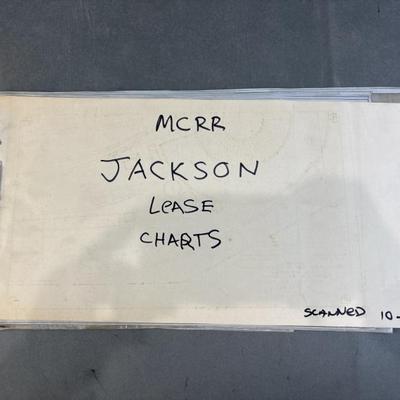 MCRR
JACKSON
LeASE
CHARTS
SCANNeD 10-